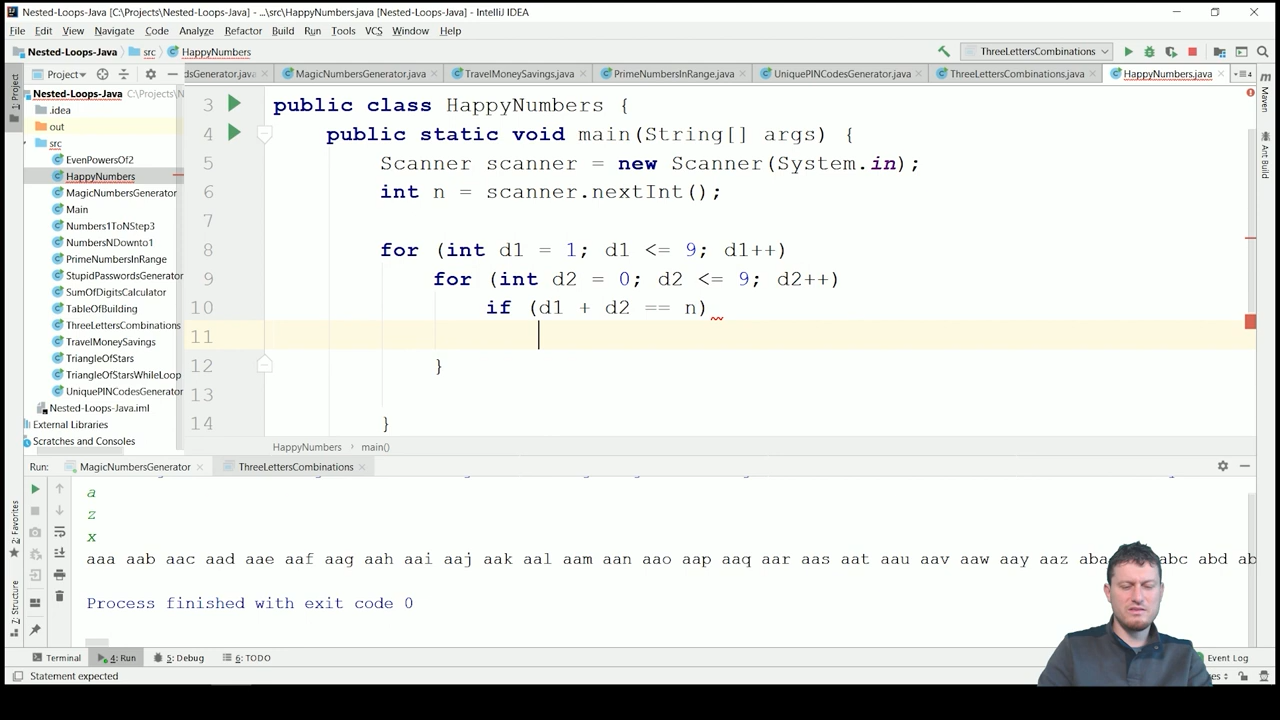 Nested-Loops-Java [C:\Projects\Nested-Loops-Java] - ...\src\HappyNumbers.java [Nested-Loops-Java] - IntelliJ IDEA
File Edit View Navigate Code Analyze Refactor Build Run Tools VCS Window Help
Nested-Loops-Java src HappyNumbers ThreeLettersCombinations
Project dsGenerator.java MagicNumbersGenerator.java TravelMoneySavings.java PrimeNumbersInRange.java UniquePINCodesGenerator.java ThreeLettersCombinations.java HappyNumbers.java
1: Project
Maven
Ant Build
Nested-Loops-Java C:\Projects\N
.idea
out
src
EvenPowersOf2
HappyNumbers
MagicNumbersGenerator
Main
Numbers1ToNStep3
NumbersNDownto1
PrimeNumbersInRange
StupidPasswordsGenerator
SumOfDigitsCalculator
TableOfBuilding
ThreeLettersCombinations
TravelMoneySavings
TriangleOfStars
TriangleOfStarsWhileLoop
UniquePINCodesGenerator
Nested-Loops-Java.iml
External Libraries
Scratches and Consoles
3 public class HappyNumbers {
4 public static void main(String[] args) {
5 Scanner scanner = new Scanner(System.in);
6 int n = scanner.nextInt();
7
8 for (int d1 = 1; d1 <= 9; d1++)
9 for (int d2 = 0; d2 <= 9; d2++)
10 if (d1 + d2 == n)
11
12 }
13
14 }
HappyNumbers › main()
Run: MagicNumbersGenerator ThreeLettersCombinations
a
z
x
aaa aab aac aad aae aaf aag aah aai aaj aak aal aam aan aao aap aaq aar aas aat aau aav aaw aay aaz aba abc abd ab
Process finished with exit code 0
2: Favorites
7: Structure
Terminal 4: Run 5: Debug 6: TODO Event Log
Statement expected